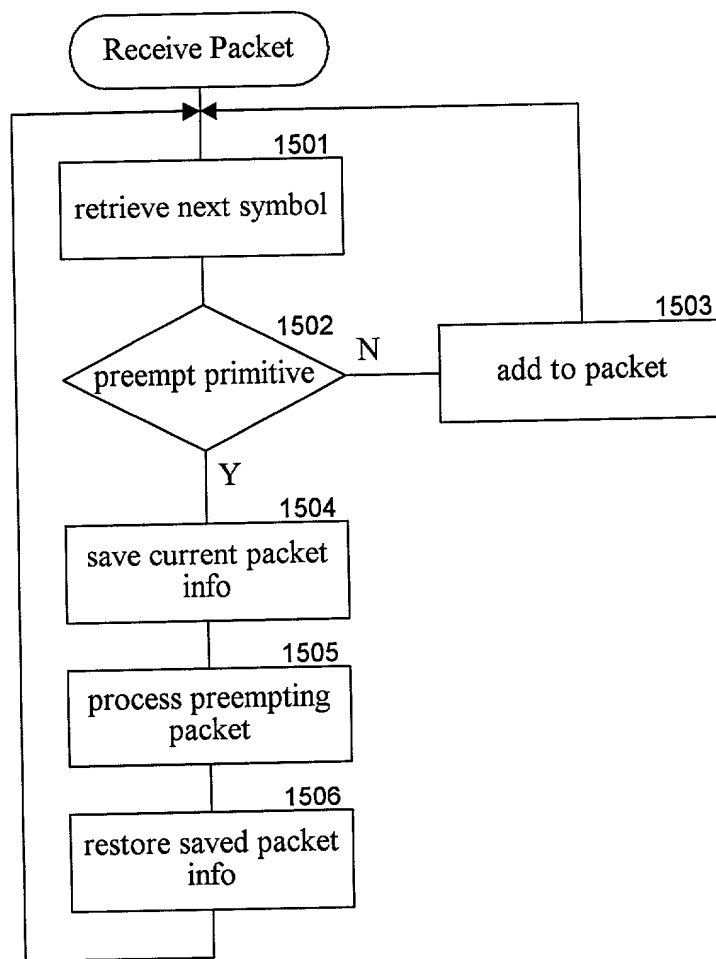 Receive Packet
1501
retrieve next symbol
1502
preempt primitive
N
1503
add to packet
Y
1504
save current packet
info
1505
process preempting
packet
1506
restore saved packet
info